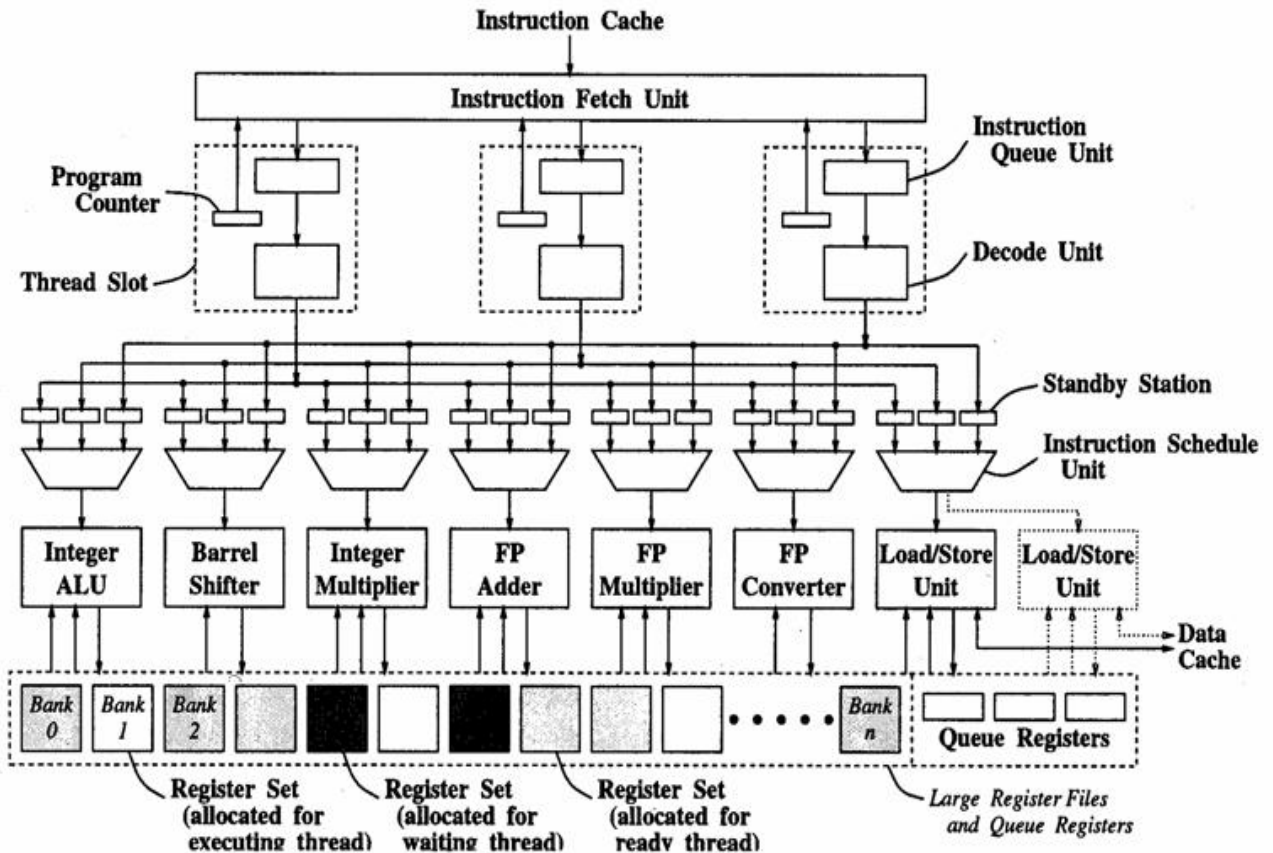 Instruction Cache
Instruction Fetch Unit
Instruction
Queue Unit
Program
Counter
Thread Slot
Decode Unit
Standby Station
Instruction Schedule
Unit
Integer
ALU
Barrel
Shifter
Integer
Multiplier
FP
Adder
FP
Multiplier
FP
Converter
Load/Store
Unit
Load/Store
Unit
Data
Cache
Bank
0
Bank
1
Bank
2
Bank
n
Queue Registers
Register Set
(allocated for
executing thread)
Register Set
(allocated for
waiting thread)
Register Set
(allocated for
ready thread)
Large Register Files
and Queue Registers